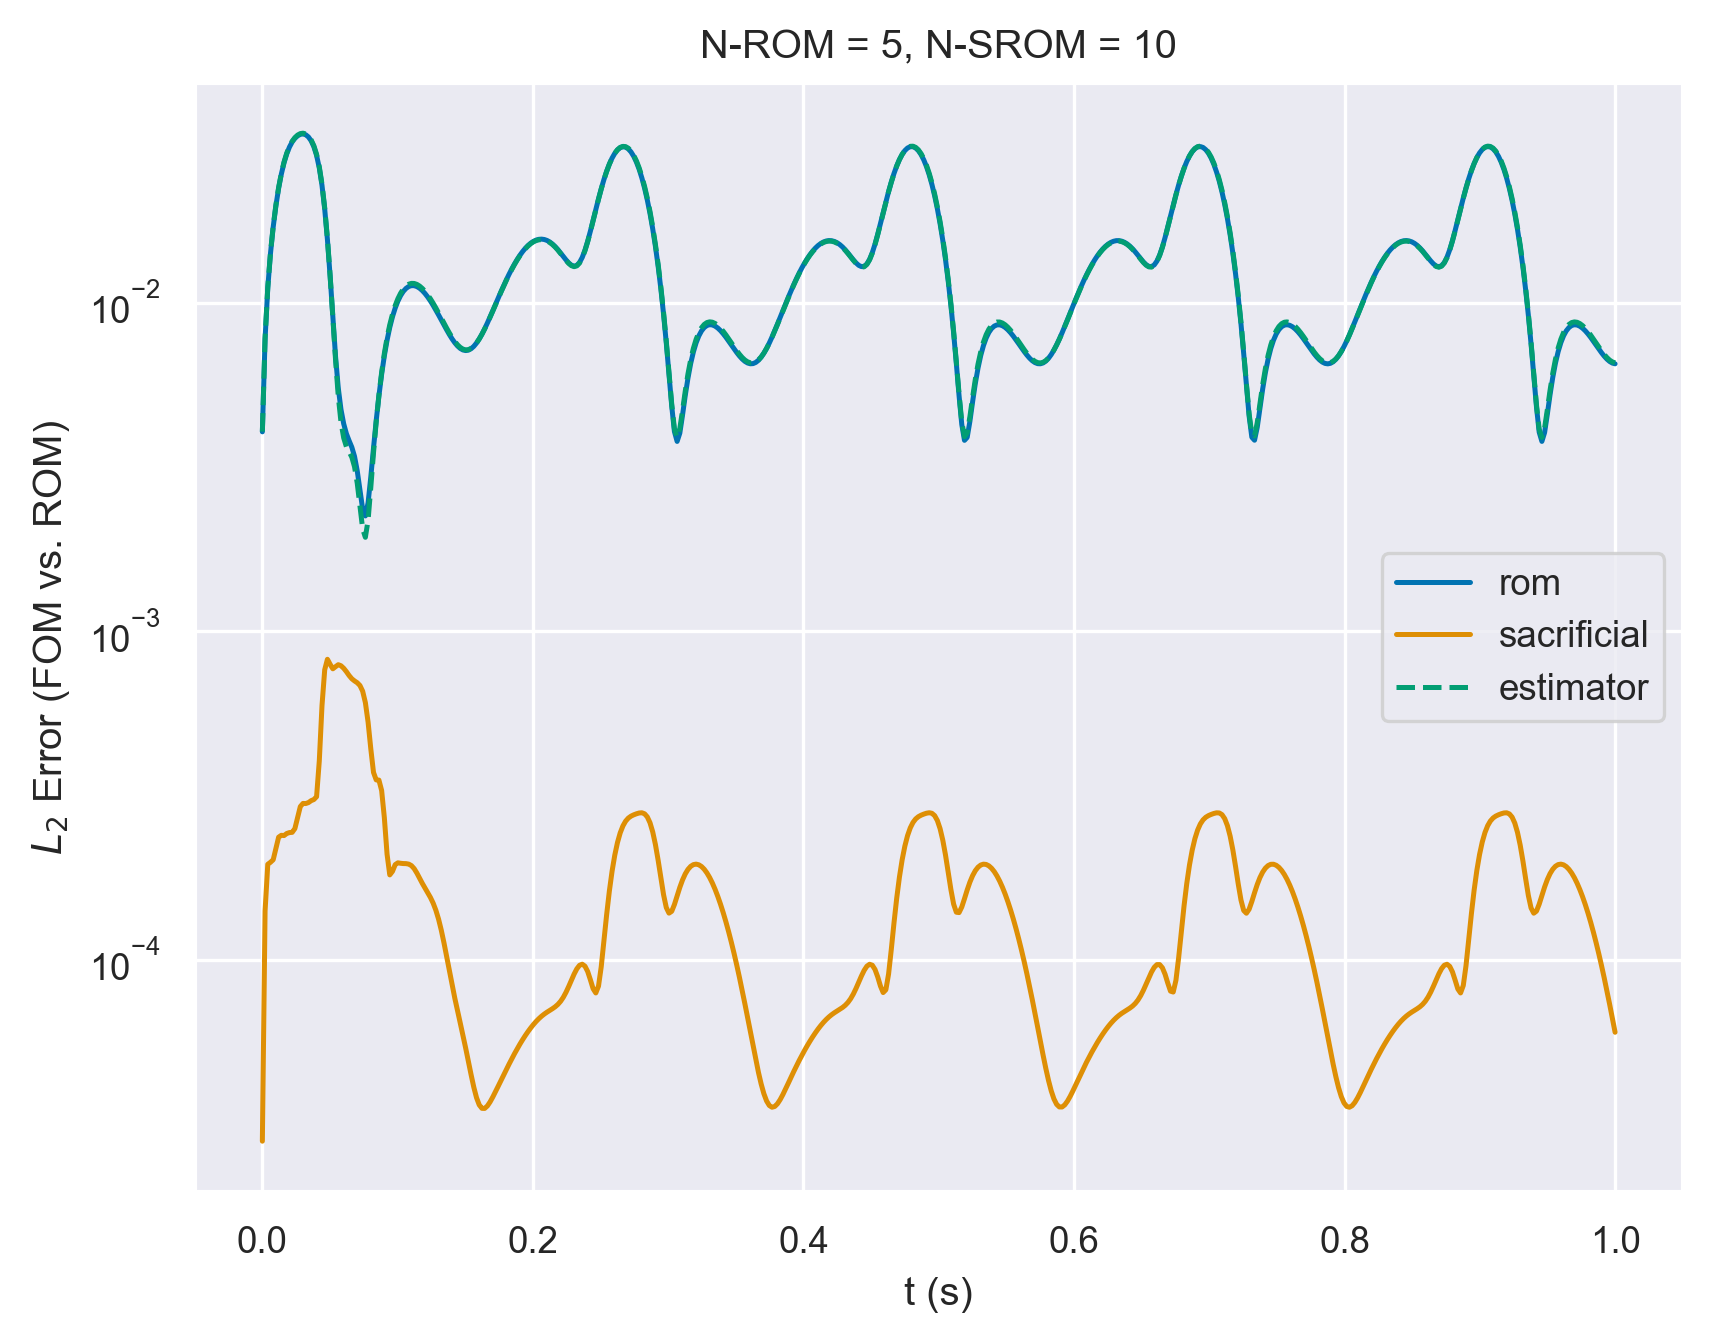 N-ROM = 5, N-SROM = 10
L₂ Error (FOM vs. ROM)
10⁻²
10⁻³
10⁻⁴
rom
sacrificial
estimator
0.0 0.2 0.4 0.6 0.8 1.0
t (s)